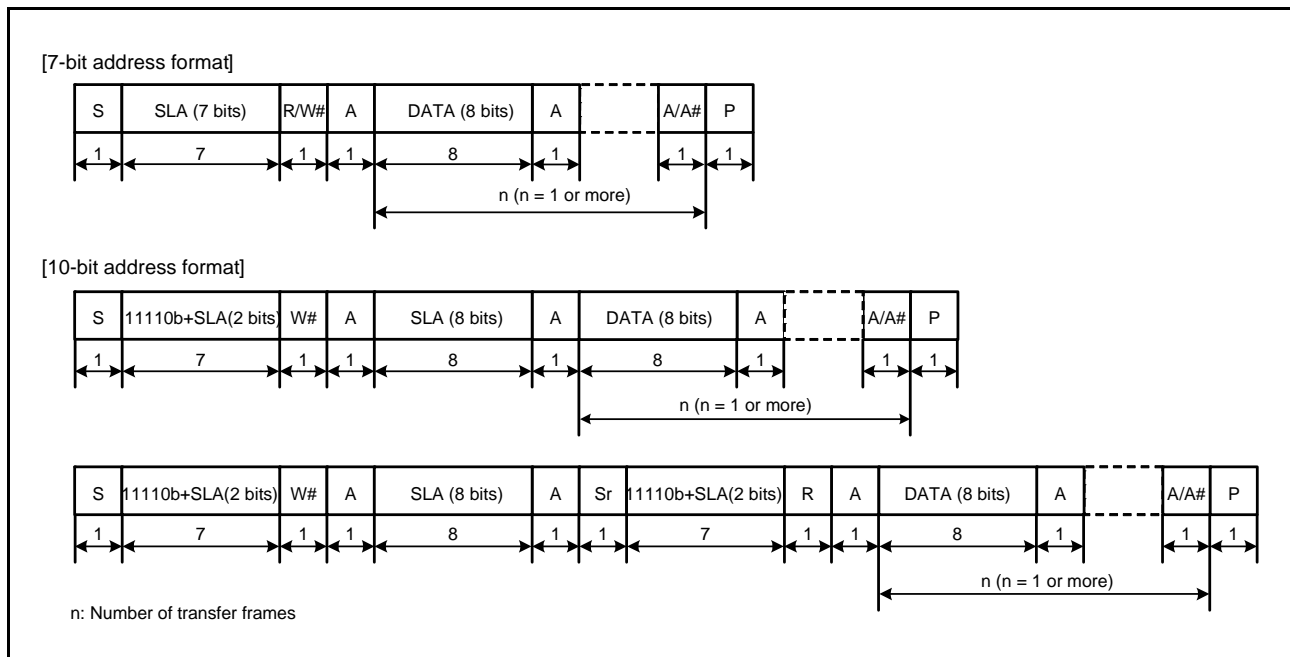 [7-bit address format]
S SLA (7 bits) R/W# A DATA (8 bits) A A/A# P
1 7 1 1 8 1 1 1
n (n = 1 or more)
[10-bit address format]
S 11110b+SLA(2 bits) W# A SLA (8 bits) A DATA (8 bits) A A/A# P
1 7 1 1 8 1 8 1 1 1
n (n = 1 or more)
S 11110b+SLA(2 bits) W# A SLA (8 bits) A Sr 11110b+SLA(2 bits) R A DATA (8 bits) A A/A# P
1 7 1 1 8 1 1 7 1 1 8 1 1 1
n (n = 1 or more)
n: Number of transfer frames